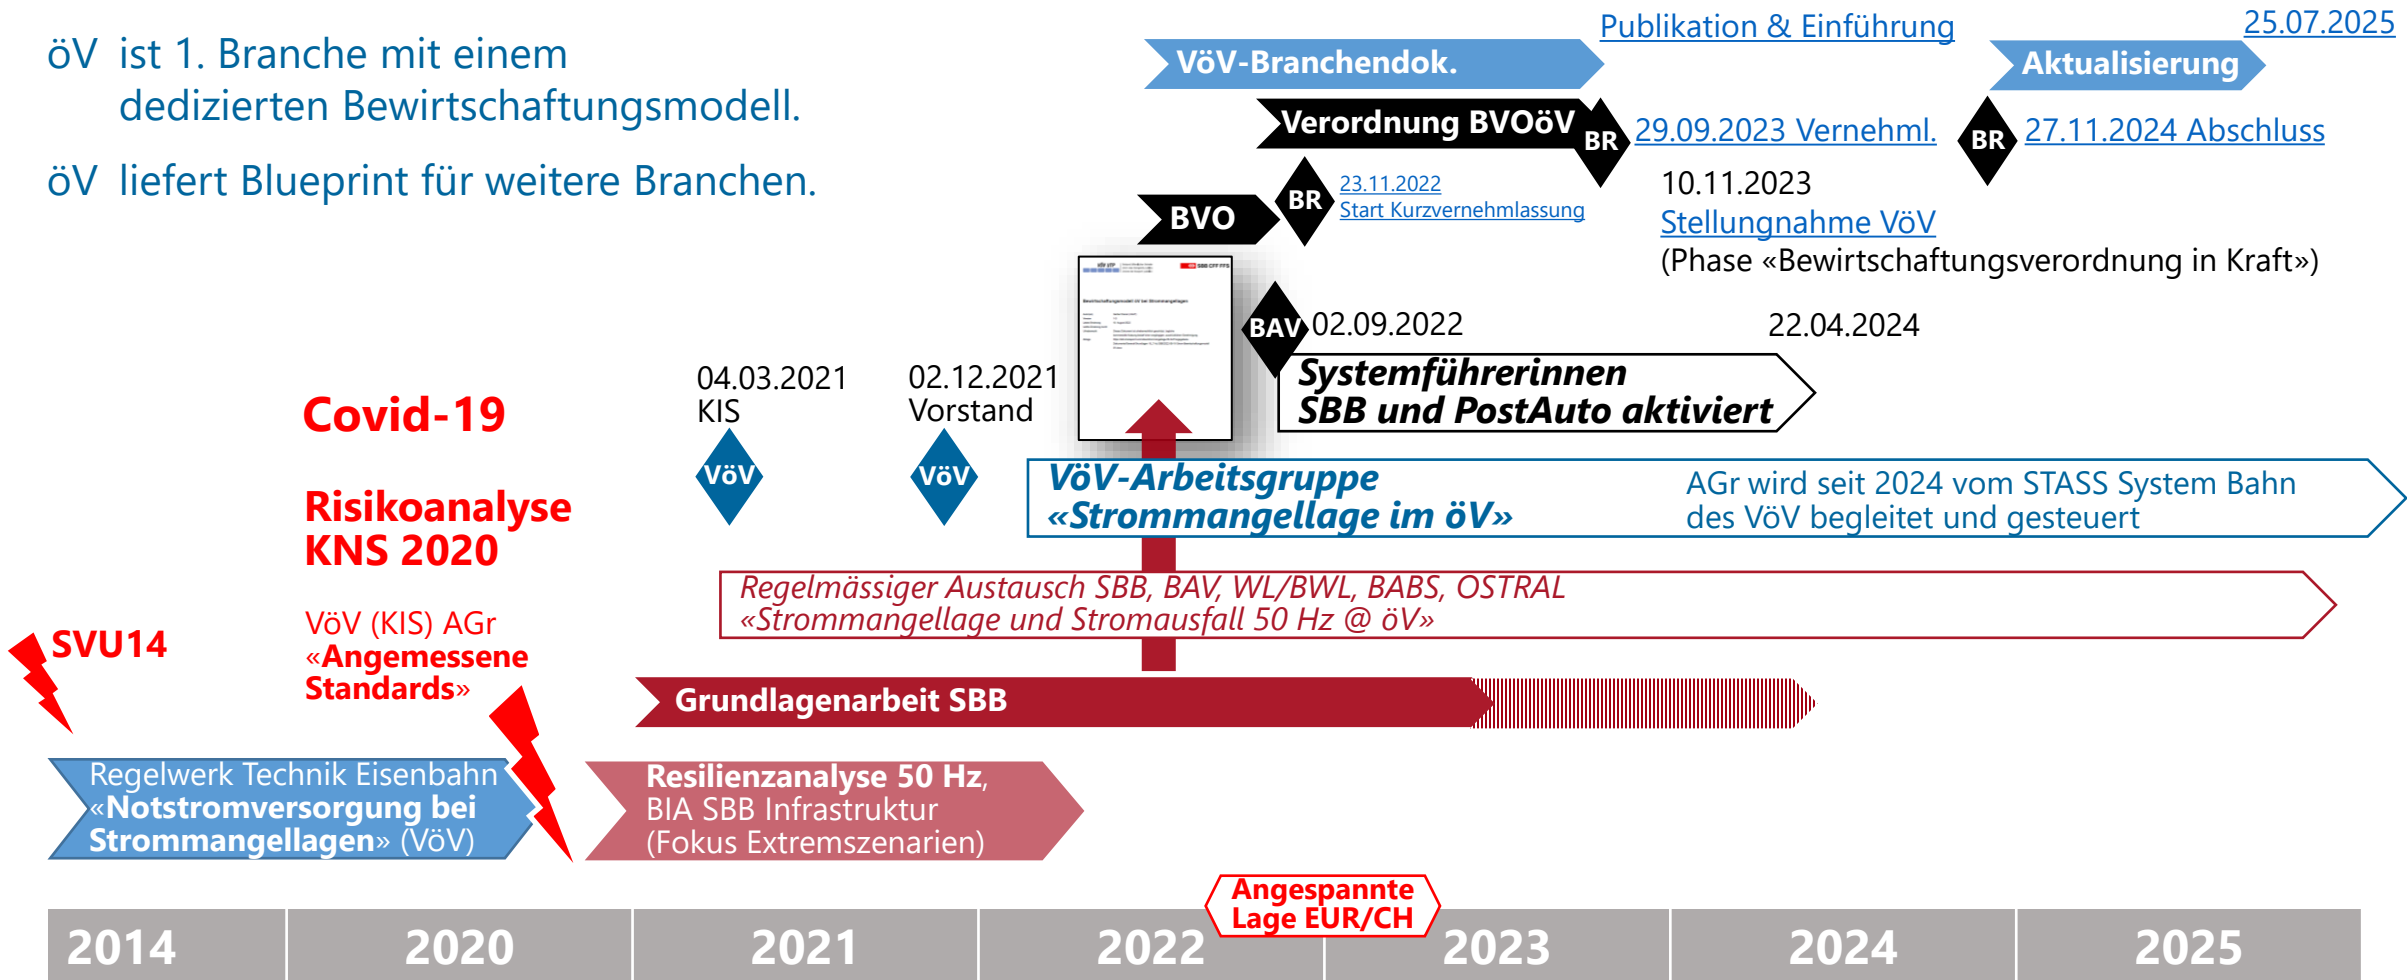 öV ist 1. Branche mit einem
dedizierten Bewirtschaftungsmodell.
öV liefert Blueprint für weitere Branchen.
Publikation & Einführung
25.07.2025
VöV-Branchendok.
Aktualisierung
Verordnung BVOöV
BR
29.09.2023 Vernehml.
BR
27.11.2024 Abschluss
BVO
BR
23.11.2022
Start Kurzvernehmlassung
10.11.2023
Stellungnahme VöV
(Phase «Bewirtschaftungsverordnung in Kraft»)
SBB CFF FFS
Bewirtschaftungsmodell öV bei Strommangellagen
BAV
02.09.2022
22.04.2024
Systemführerinnen
SBB und PostAuto aktiviert
Covid-19
04.03.2021
KIS
02.12.2021
Vorstand
VöV
VöV
VöV-Arbeitsgruppe
«Strommangellage im öV»
AGr wird seit 2024 vom STASS System Bahn
des VöV begleitet und gesteuert
Risikoanalyse
KNS 2020
Regelmässiger Austausch SBB, BAV, WL/BWL, BABS, OSTRAL
«Strommangellage und Stromausfall 50 Hz @ öV»
SVU14
VöV (KIS) AGr
«Angemessene
Standards»
Grundlagenarbeit SBB
Regelwerk Technik Eisenbahn
«Notstromversorgung bei
Strommangellagen» (VöV)
Resilienzanalyse 50 Hz,
BIA SBB Infrastruktur
(Fokus Extremszenarien)
Angespannte
Lage EUR/CH
2014
2020
2021
2022
2023
2024
2025